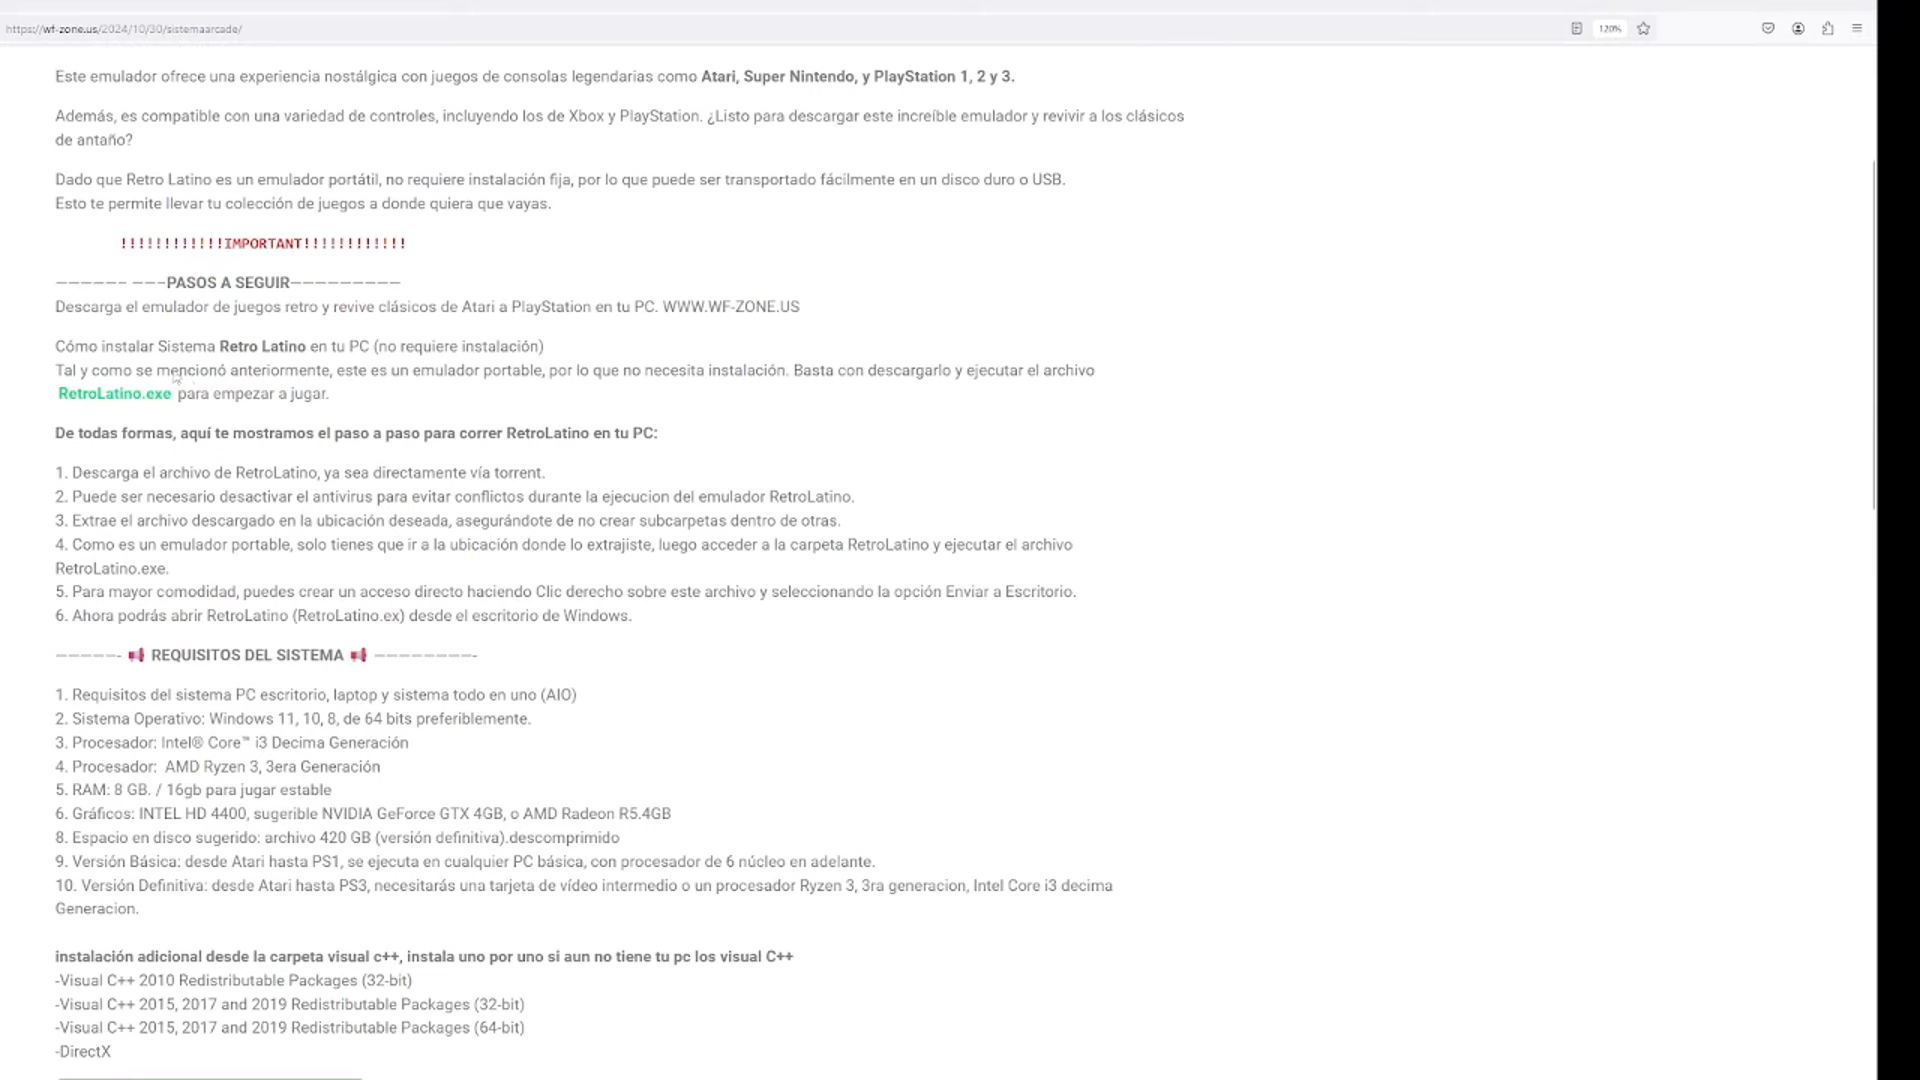 https://wf-zone.us/2024/10/30/sistemaarcade/
120%
Este emulador ofrece una experiencia nostálgica con juegos de consolas legendarias como Atari, Super Nintendo, y PlayStation 1, 2 y 3.
Además, es compatible con una variedad de controles, incluyendo los de Xbox y PlayStation. ¿Listo para descargar este increíble emulador y revivir a los clásicos
de antaño?
Dado que Retro Latino es un emulador portátil, no requiere instalación fija, por lo que puede ser transportado fácilmente en un disco duro o USB.
Esto te permite llevar tu colección de juegos a donde quiera que vayas.
!!!!!!!!!!!!IMPORTANT!!!!!!!!!!!!
—————– ——–PASOS A SEGUIR—————————
Descarga el emulador de juegos retro y revive clásicos de Atari a PlayStation en tu PC. WWW.WF-ZONE.US
Cómo instalar Sistema Retro Latino en tu PC (no requiere instalación)
Tal y como se mencionó anteriormente, este es un emulador portable, por lo que no necesita instalación. Basta con descargarlo y ejecutar el archivo
RetroLatino.exe para empezar a jugar.
De todas formas, aquí te mostramos el paso a paso para correr RetroLatino en tu PC:
1. Descarga el archivo de RetroLatino, ya sea directamente vía torrent.
2. Puede ser necesario desactivar el antivirus para evitar conflictos durante la ejecucion del emulador RetroLatino.
3. Extrae el archivo descargado en la ubicación deseada, asegurándote de no crear subcarpetas dentro de otras.
4. Como es un emulador portable, solo tienes que ir a la ubicación donde lo extrajiste, luego acceder a la carpeta RetroLatino y ejecutar el archivo
RetroLatino.exe.
5. Para mayor comodidad, puedes crear un acceso directo haciendo Clic derecho sobre este archivo y seleccionando la opción Enviar a Escritorio.
6. Ahora podrás abrir RetroLatino (RetroLatino.ex) desde el escritorio de Windows.
—————- 📢 REQUISITOS DEL SISTEMA 📢 ————————-
1. Requisitos del sistema PC escritorio, laptop y sistema todo en uno (AIO)
2. Sistema Operativo: Windows 11, 10, 8, de 64 bits preferiblemente.
3. Procesador: Intel® Core™ i3 Decima Generación
4. Procesador:  AMD Ryzen 3, 3era Generación
5. RAM: 8 GB. / 16gb para jugar estable
6. Gráficos: INTEL HD 4400, sugerible NVIDIA GeForce GTX 4GB, o AMD Radeon R5.4GB
8. Espacio en disco sugerido: archivo 420 GB (versión definitiva).descomprimido
9. Versión Básica: desde Atari hasta PS1, se ejecuta en cualquier PC básica, con procesador de 6 núcleo en adelante.
10. Versión Definitiva: desde Atari hasta PS3, necesitarás una tarjeta de vídeo intermedio o un procesador Ryzen 3, 3ra generacion, Intel Core i3 decima
Generacion.
instalación adicional desde la carpeta visual c++, instala uno por uno si aun no tiene tu pc los visual C++
-Visual C++ 2010 Redistributable Packages (32-bit)
-Visual C++ 2015, 2017 and 2019 Redistributable Packages (32-bit)
-Visual C++ 2015, 2017 and 2019 Redistributable Packages (64-bit)
-DirectX